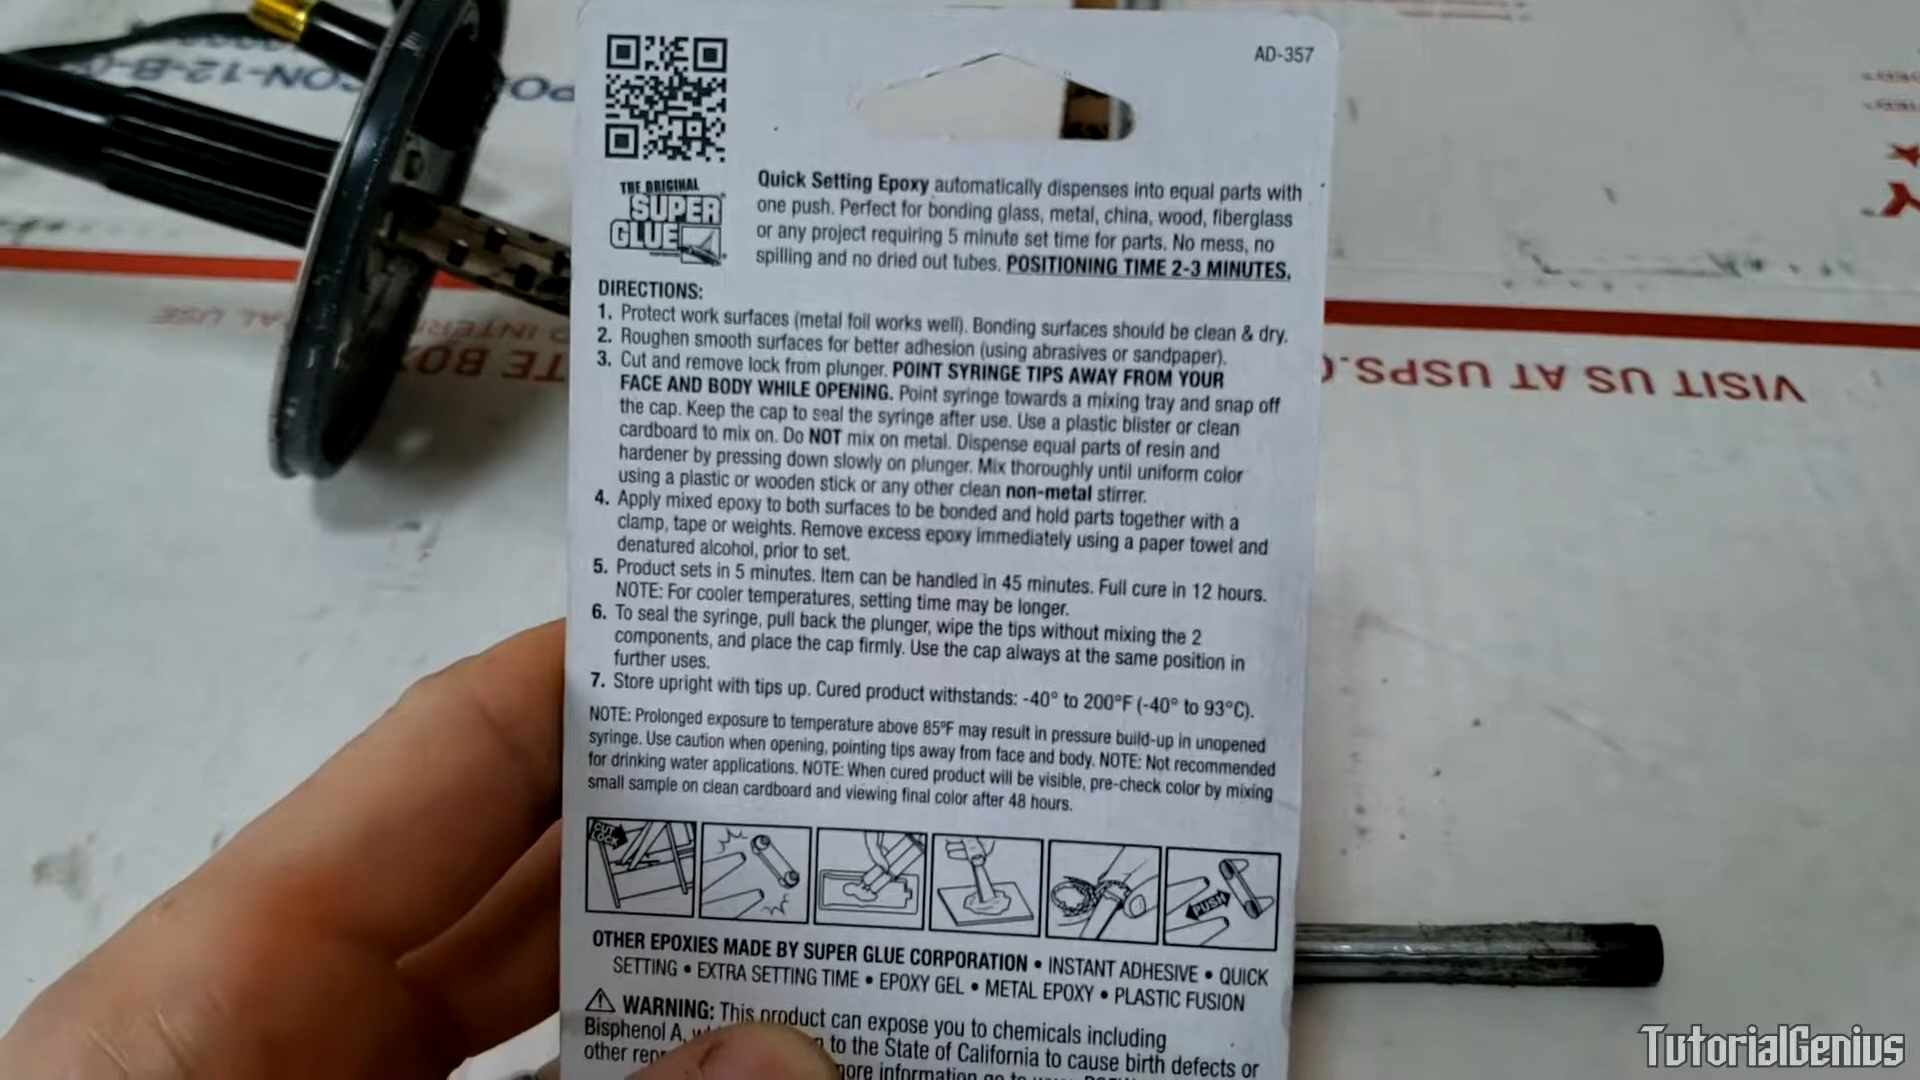 AD-357
THE ORIGINAL
SUPER
GLUE
Quick Setting Epoxy automatically dispenses into equal parts with
one push. Perfect for bonding glass, metal, china, wood, fiberglass
or any project requiring 5 minute set time for parts. No mess, no
spilling and no dried out tubes. POSITIONING TIME 2-3 MINUTES.
DIRECTIONS:
1. Protect work surfaces (metal foil works well). Bonding surfaces should be clean & dry.
2. Roughen smooth surfaces for better adhesion (using abrasives or sandpaper).
3. Cut and remove lock from plunger. POINT SYRINGE TIPS AWAY FROM YOUR
FACE AND BODY WHILE OPENING. Point syringe towards a mixing tray and snap off
the cap. Keep the cap to seal the syringe after use. Use a plastic blister or clean
cardboard to mix on. Do NOT mix on metal. Dispense equal parts of resin and
hardener by pressing down slowly on plunger. Mix thoroughly until uniform color
using a plastic or wooden stick or any other clean non-metal stirrer.
4. Apply mixed epoxy to both surfaces to be bonded and hold parts together with a
clamp, tape or weights. Remove excess epoxy immediately using a paper towel and
denatured alcohol, prior to set.
5. Product sets in 5 minutes. Item can be handled in 45 minutes. Full cure in 12 hours.
NOTE: For cooler temperatures, setting time may be longer.
6. To seal the syringe, pull back the plunger, wipe the tips without mixing the 2
components, and place the cap firmly. Use the cap always at the same position in
further uses.
7. Store upright with tips up. Cured product withstands: -40° to 200°F (-40° to 93°C).
NOTE: Prolonged exposure to temperature above 85°F may result in pressure build-up in unopened
syringe. Use caution when opening, pointing tips away from face and body. NOTE: Not recommended
for drinking water applications. NOTE: When cured product will be visible, pre-check color by mixing
small sample on clean cardboard and viewing final color after 48 hours.
CUT
LOCK
PUSH
OTHER EPOXIES MADE BY SUPER GLUE CORPORATION • INSTANT ADHESIVE • QUICK
SETTING • EXTRA SETTING TIME • EPOXY GEL • METAL EPOXY • PLASTIC FUSION
⚠ WARNING: This product can expose you to chemicals including
Bisphenol A, to the State of California to cause birth defects or
other more information go to
VISIT US AT USPS.
TE BOX
TutorialGenius